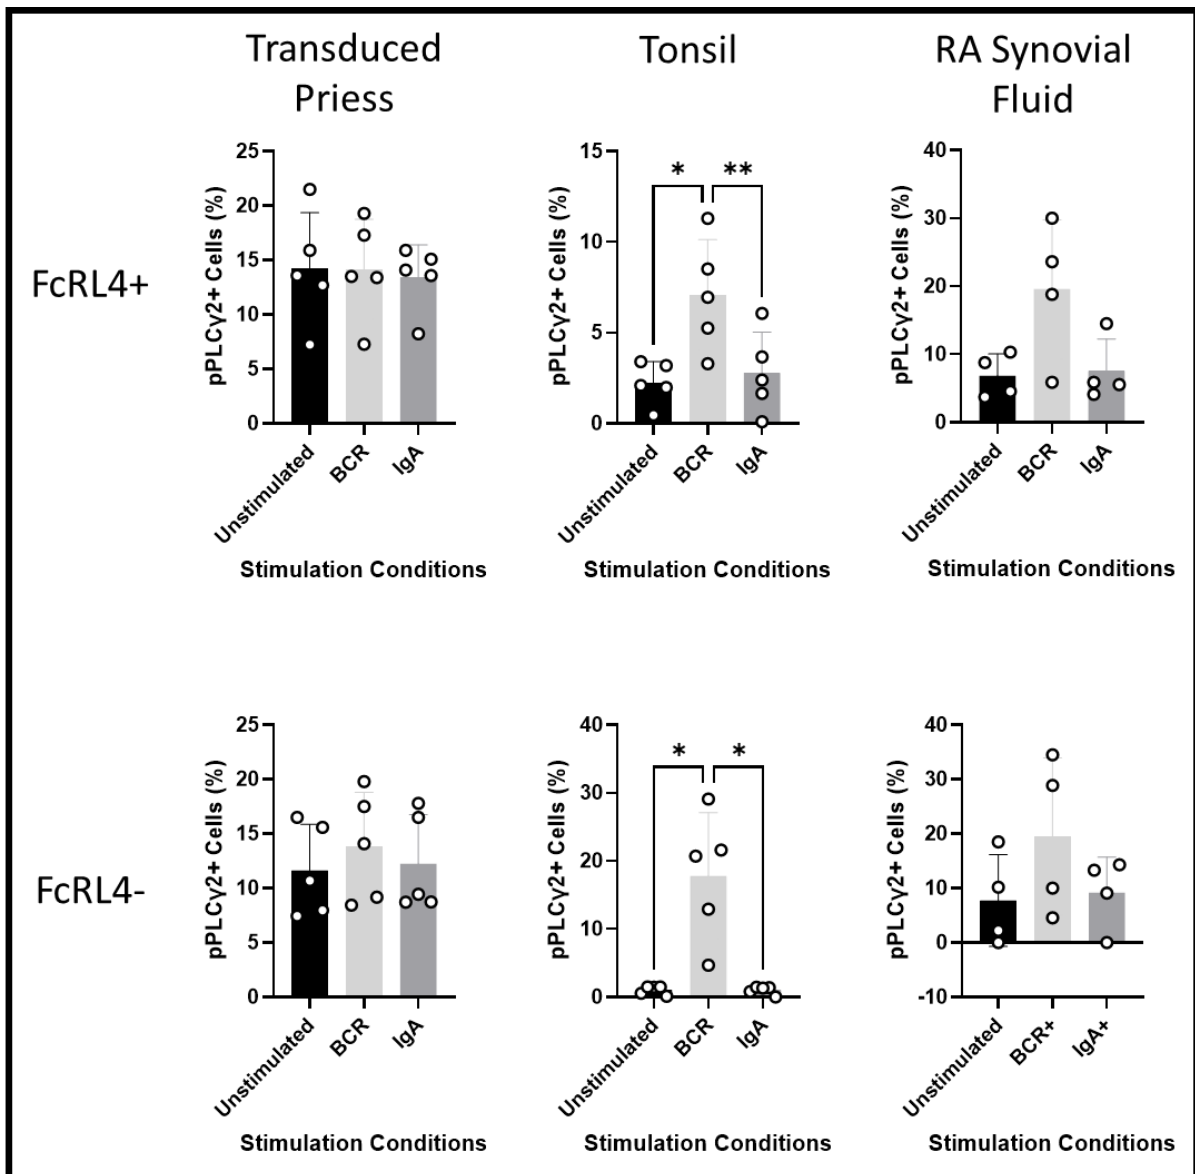 Transduced
Priess
Tonsil
RA Synovial
Fluid
FcRL4+
pPLCγ2+ Cells (%)
25
20
15
10
5
0
Unstimulated
BCR
IgA
Stimulation Conditions
pPLCγ2+ Cells (%)
15
10
5
0
*
**
Unstimulated
BCR
IgA
Stimulation Conditions
pPLCγ2+ Cells (%)
40
30
20
10
0
Unstimulated
BCR
IgA
Stimulation Conditions
FcRL4-
pPLCγ2+ Cells (%)
25
20
15
10
5
0
Unstimulated
BCR
IgA
Stimulation Conditions
pPLCγ2+ Cells (%)
40
30
20
10
0
*
*
Unstimulated
BCR
IgA
Stimulation Conditions
pPLCγ2+ Cells (%)
40
30
20
10
0
-10
Unstimulated
BCR+
IgA+
Stimulation Conditions